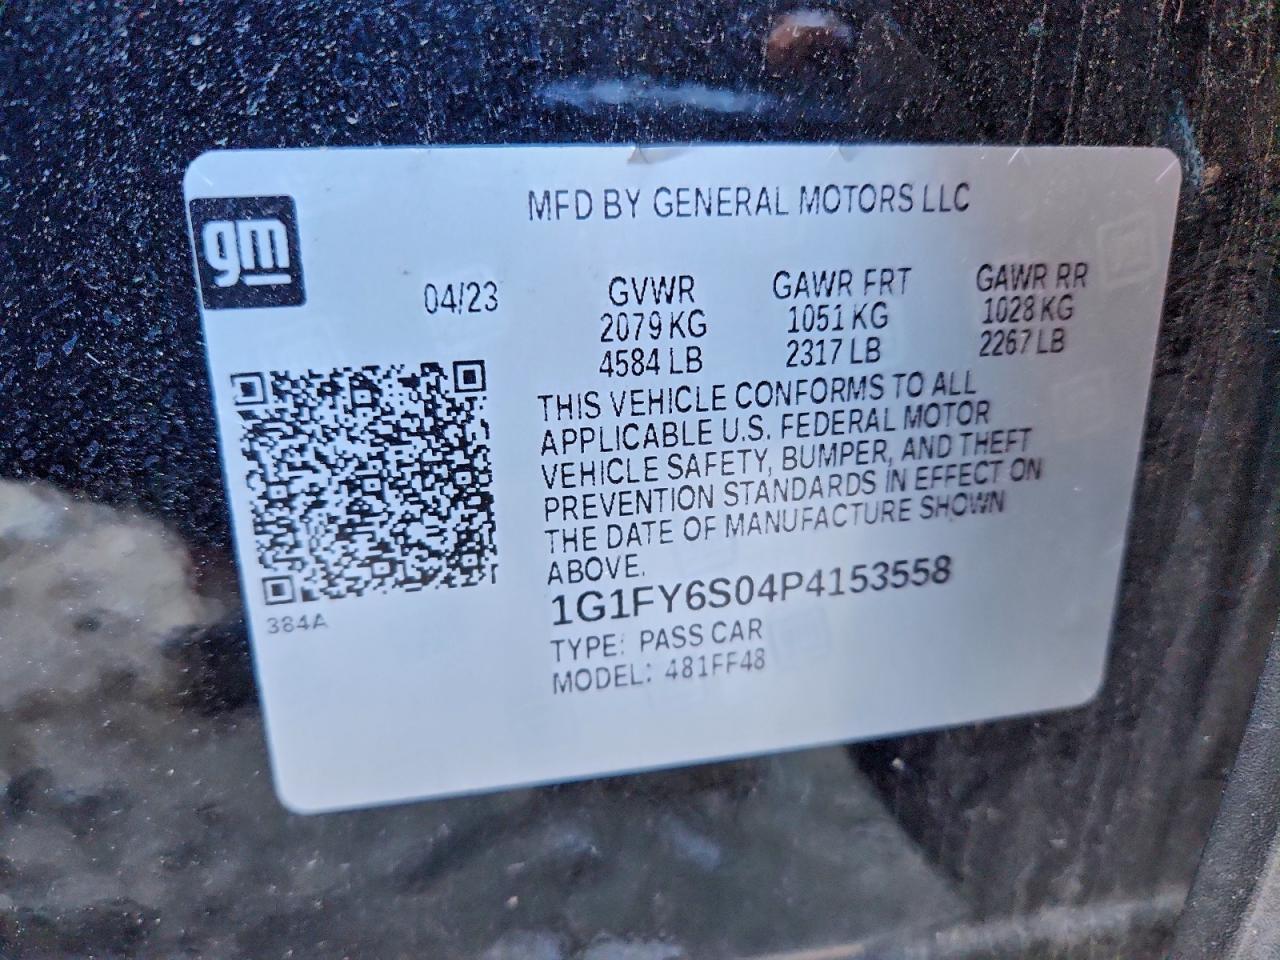 MFD BY GENERAL MOTORS LLC
gm
04/23
GVWR
2079 KG
4584 LB
GAWR FRT
1051 KG
2317 LB
GAWR RR
1028 KG
2267 LB
THIS VEHICLE CONFORMS TO ALL
APPLICABLE U.S. FEDERAL MOTOR
VEHICLE SAFETY, BUMPER, AND THEFT
PREVENTION STANDARDS IN EFFECT ON
THE DATE OF MANUFACTURE SHOWN
ABOVE.
1G1FY6S04P4153558
384A
TYPE: PASS CAR
MODEL: 481FF48